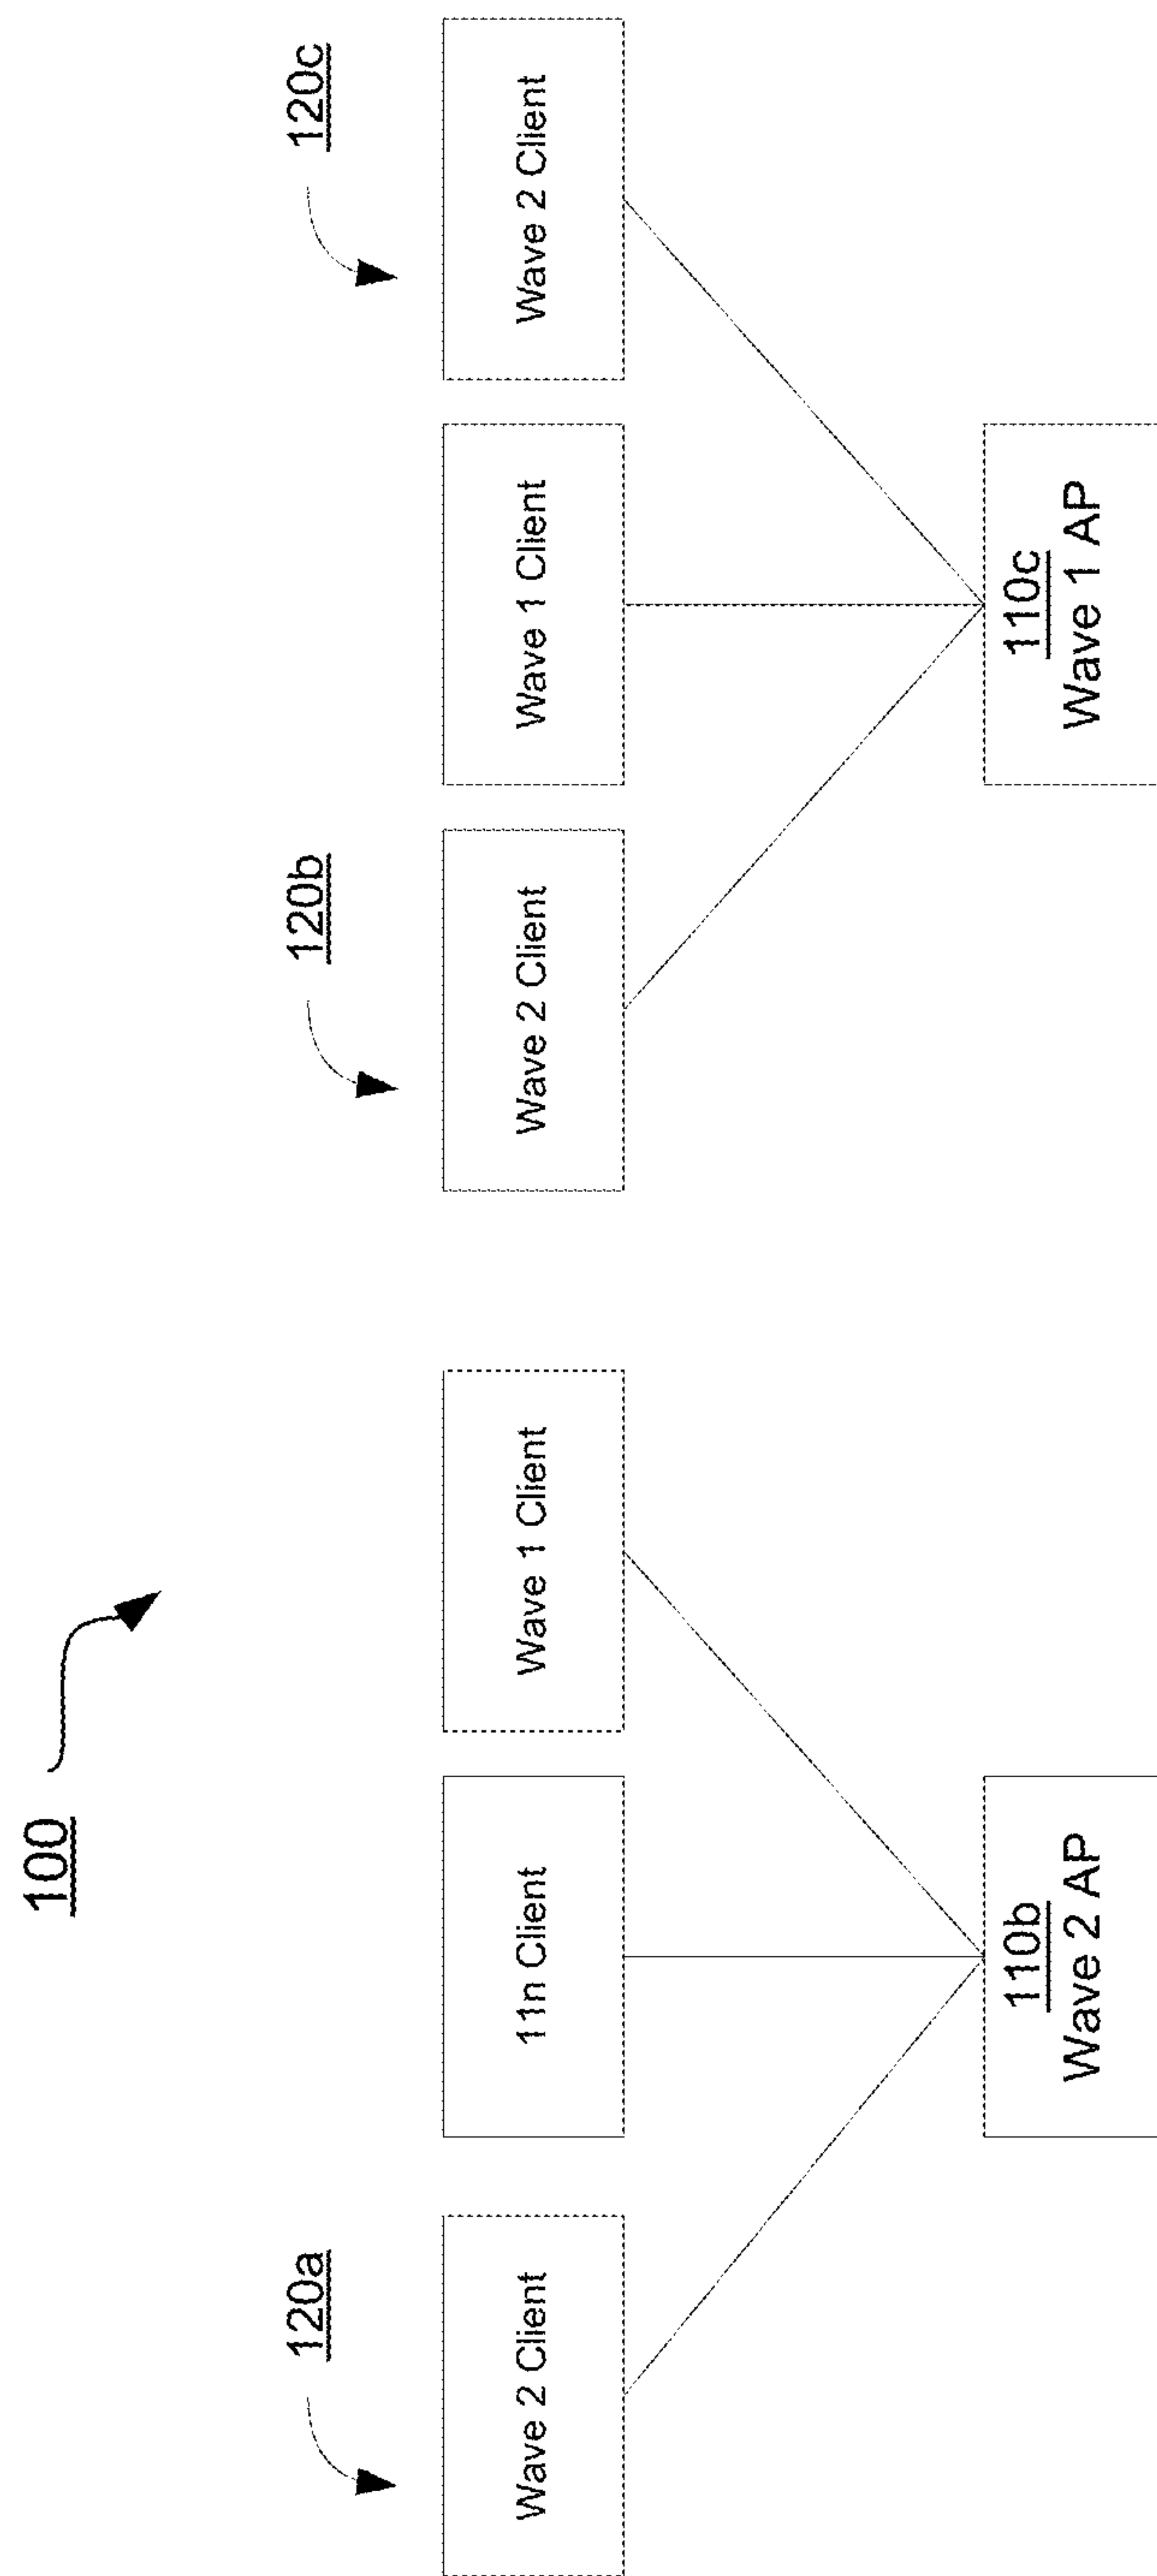 100
120a
120b
120c
Wave 2 Client
11n Client
Wave 1 Client
Wave 2 Client
Wave 1 Client
Wave 2 Client
110b
Wave 2 AP
110c
Wave 1 AP